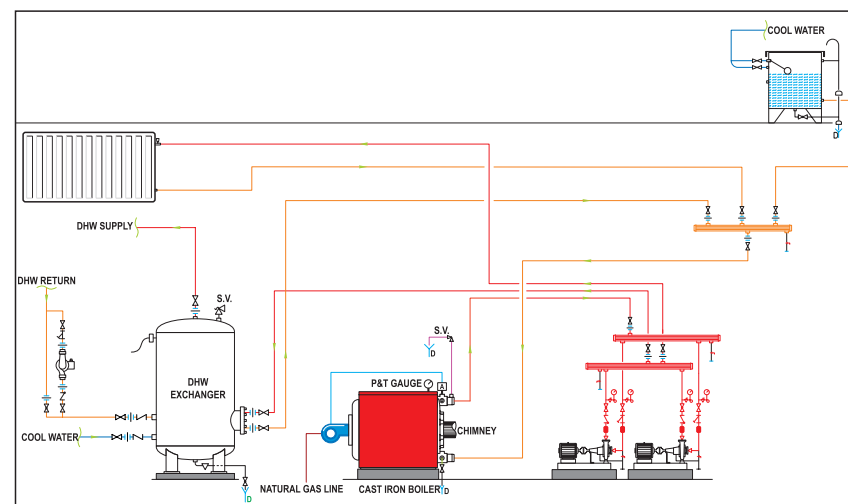 COOL WATER
D
DHW SUPPLY
DHW RETURN
S.V.
S.V.
D
P&T GAUGE
A
DHW
EXCHANGER
CHIMNEY
COOL WATER
NATURAL GAS LINE
CAST IRON BOILER
D
D